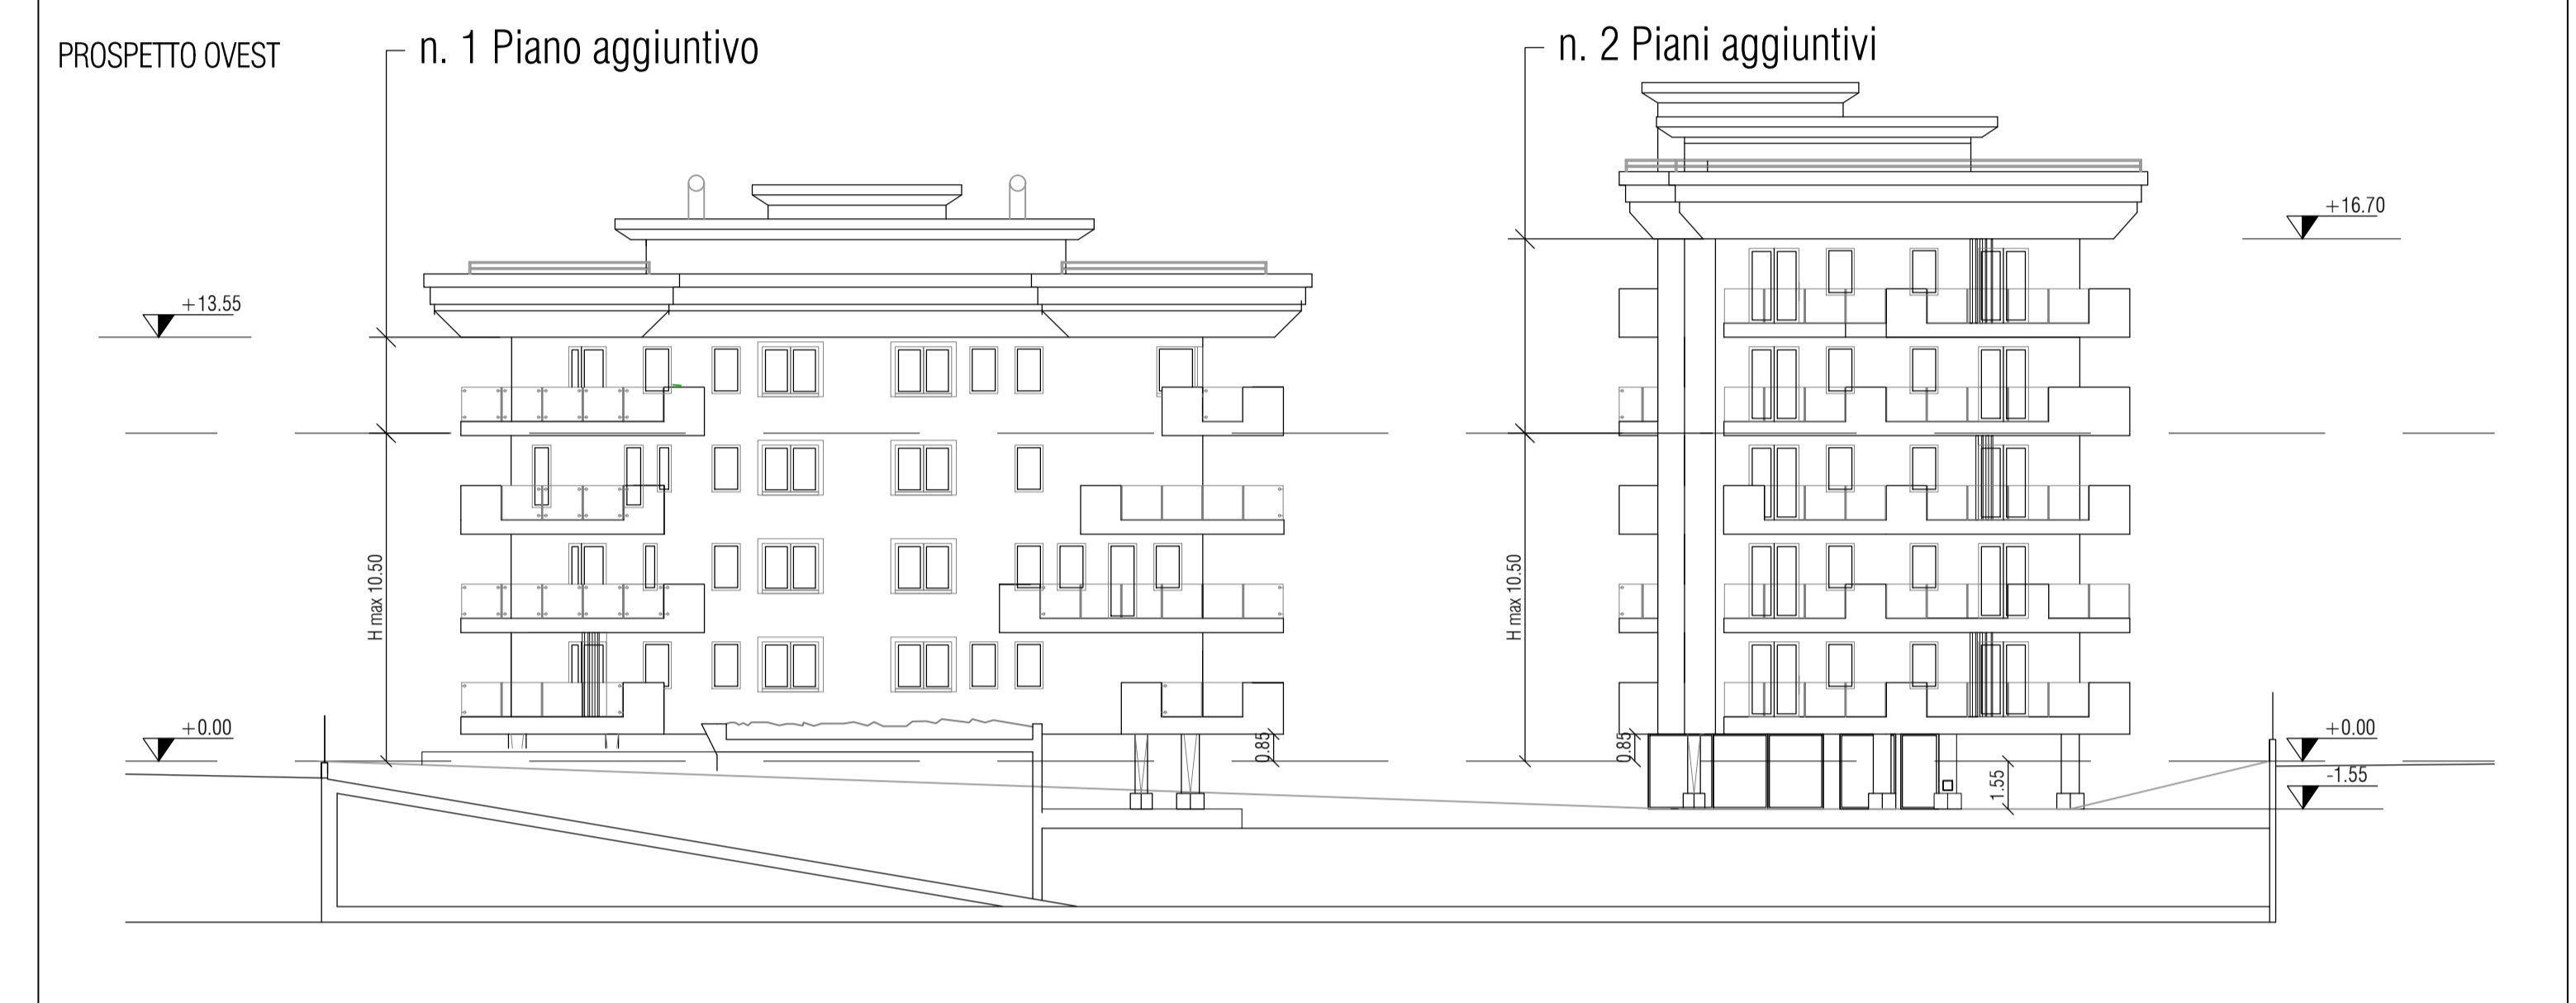 PROSPETTO OVEST
n. 1 Piano aggiuntivo
n. 2 Piani aggiuntivi
+16.70
+13.55
H max 10.50
H max 10.50
+0.00
0.85
0.85
+0.00
1.55
-1.55